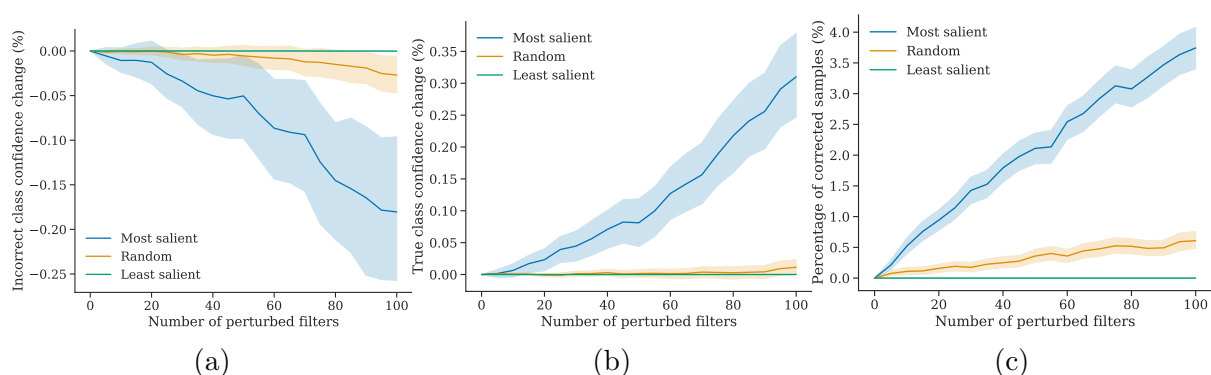 Incorrect class confidence change (%)
0.00
−0.05
−0.10
−0.15
−0.20
−0.25
Most salient
Random
Least salient
0
20
40
60
80
100
Number of perturbed filters
(a)
True class confidence change (%)
0.35
0.30
0.25
0.20
0.15
0.10
0.05
0.00
Most salient
Random
Least salient
0
20
40
60
80
100
Number of perturbed filters
(b)
Percentage of corrected samples (%)
4.0
3.5
3.0
2.5
2.0
1.5
1.0
0.5
0.0
Most salient
Random
Least salient
0
20
40
60
80
100
Number of perturbed filters
(c)